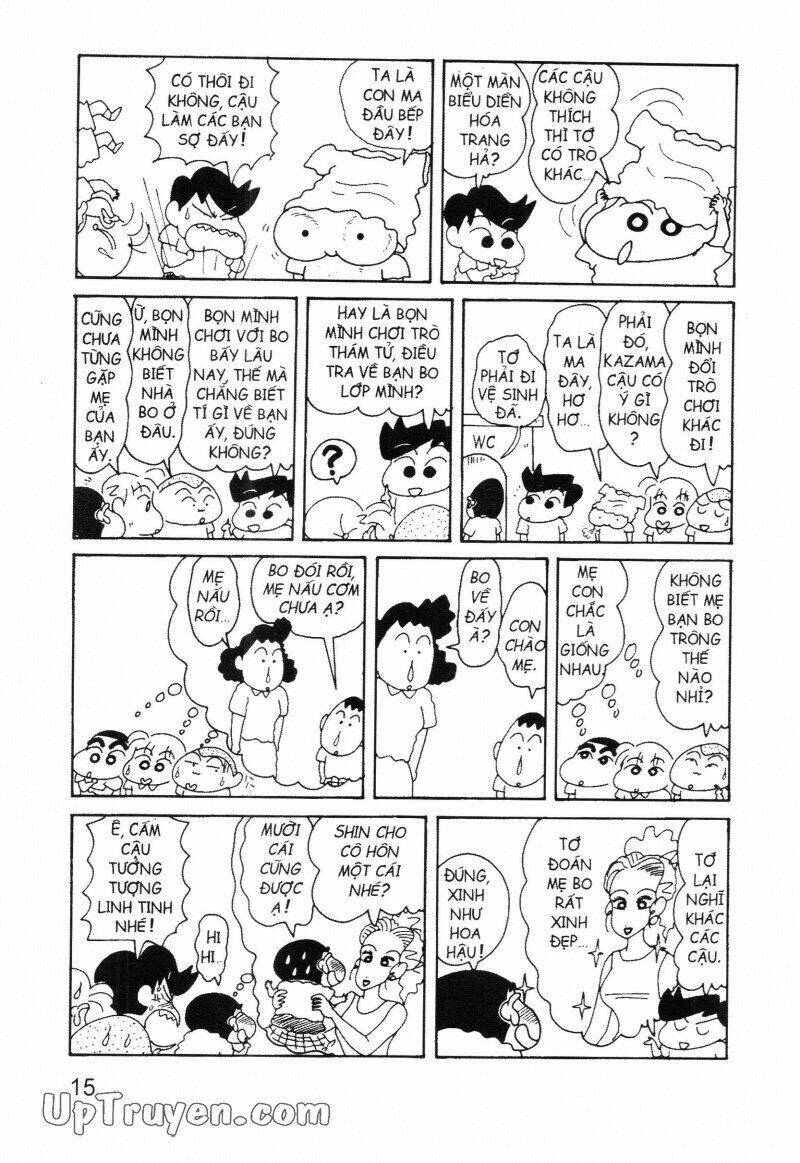 CÁC CẬU
KHÔNG
THÍCH
THÌ TỚ
CÓ TRÒ
KHÁC...
MỘT MÀN
BIỂU DIỄN
HÓA
TRANG
HẢ?
TA LÀ
CON MA
ĐẦU BẾP
ĐÂY!
CÓ THÔI ĐI
KHÔNG, CẬU
LÀM CÁC BẠN
SỢ ĐẤY!
BỌN
MÌNH
ĐỔI
TRÒ
CHƠI
KHÁC
ĐI!
PHẢI
ĐÓ,
KAZAMA
CẬU CÓ
Ý GÌ
KHÔNG
?
TA LÀ
MA
ĐÂY, HƠ
HƠ...
TỚ
PHẢI ĐI
VỆ SINH
ĐÃ.
WC
HAY LÀ BỌN
MÌNH CHƠI TRÒ
THÁM TỬ, ĐIỀU
TRA VỀ BẠN BO
LỚP MÌNH?
?
BỌN MÌNH
CHƠI VỚI BO
BẤY LÂU
NAY, THẾ MÀ
CHẲNG BIẾT
TÍ GÌ VỀ BẠN
ẤY, ĐÚNG
KHÔNG?
Ừ, BỌN
MÌNH
KHÔNG
BIẾT
NHÀ
BO Ở
ĐÂU.
CŨNG
CHƯA
TỪNG
GẶP
MẸ
CỦA
BẠN
ẤY.
KHÔNG
BIẾT MẸ
BẠN BO
TRÔNG
THẾ
NÀO
NHỈ?
MẸ
CON
CHẮC
LÀ
GIỐNG
NHAU.
CON
CHÀO
MẸ.
BO
VỀ
ĐẤY
À?
BO ĐÓI RỒI,
MẸ NẤU CƠM
CHƯA Ạ?
MẸ
NẤU
RỒI...
TỚ
LẠI
NGHĨ
KHÁC
CÁC
CẬU.
TỚ
ĐOÁN
MẸ BO
RẤT
XINH
ĐẸP...
ĐÚNG,
XINH
NHƯ
HOA
HẬU!
SHIN CHO
CÔ HÔN
MỘT CÁI
NHÉ?
MƯỜI
CÁI
CŨNG
ĐƯỢC
Ạ!
HI
HI...
Ê, CẤM
CẬU
TƯỞNG
TƯỢNG
LINH TINH
NHÉ!
15
UpTruyen.com